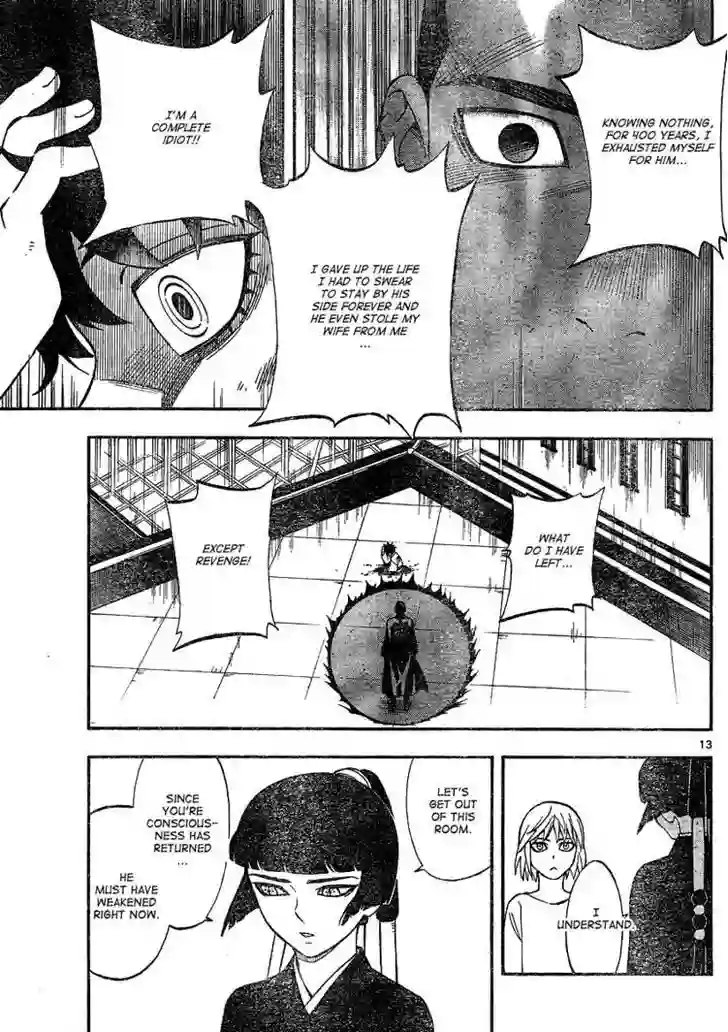 KNOWING NOTHING,
FOR 400 YEARS, I
EXHAUSTED MYSELF
FOR HIM...
I GAVE UP THE LIFE
I HAD TO SWEAR
TO STAY BY HIS
SIDE FOREVER AND
HE EVEN STOLE MY
WIFE FROM ME
...
I'M A
COMPLETE
IDIOT!!
WHAT
DO I HAVE
LEFT...
EXCEPT
REVENGE!
13
I
UNDERSTAND.
LET'S
GET OUT
OF THIS
ROOM.
SINCE
YOU'RE
CONSCIOUS-
NESS HAS
RETURNED
...
HE
MUST HAVE
WEAKENED
RIGHT NOW.